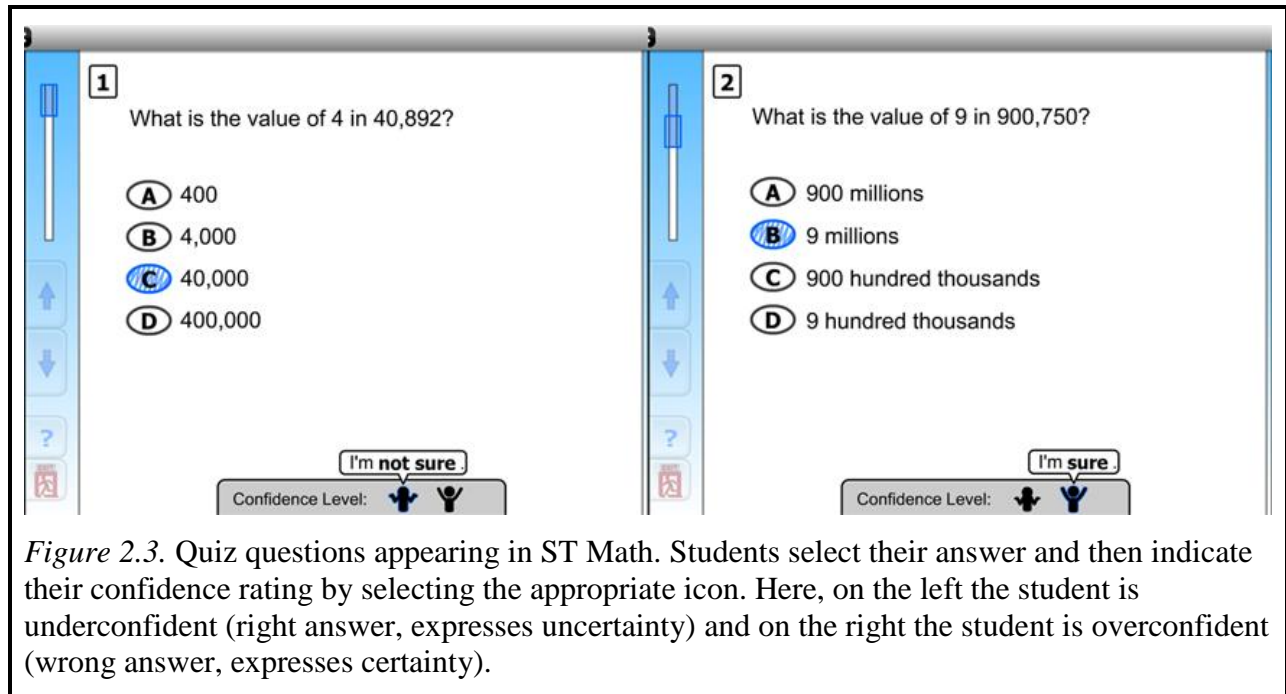 1
What is the value of 4 in 40,892?
A 400
B 4,000
C 40,000
D 400,000
?
I'm not sure.
Confidence Level:
2
What is the value of 9 in 900,750?
A 900 millions
B 9 millions
C 900 hundred thousands
D 9 hundred thousands
?
I'm sure.
Confidence Level:
Figure 2.3. Quiz questions appearing in ST Math. Students select their answer and then indicate
their confidence rating by selecting the appropriate icon. Here, on the left the student is
underconfident (right answer, expresses uncertainty) and on the right the student is overconfident
(wrong answer, expresses certainty).